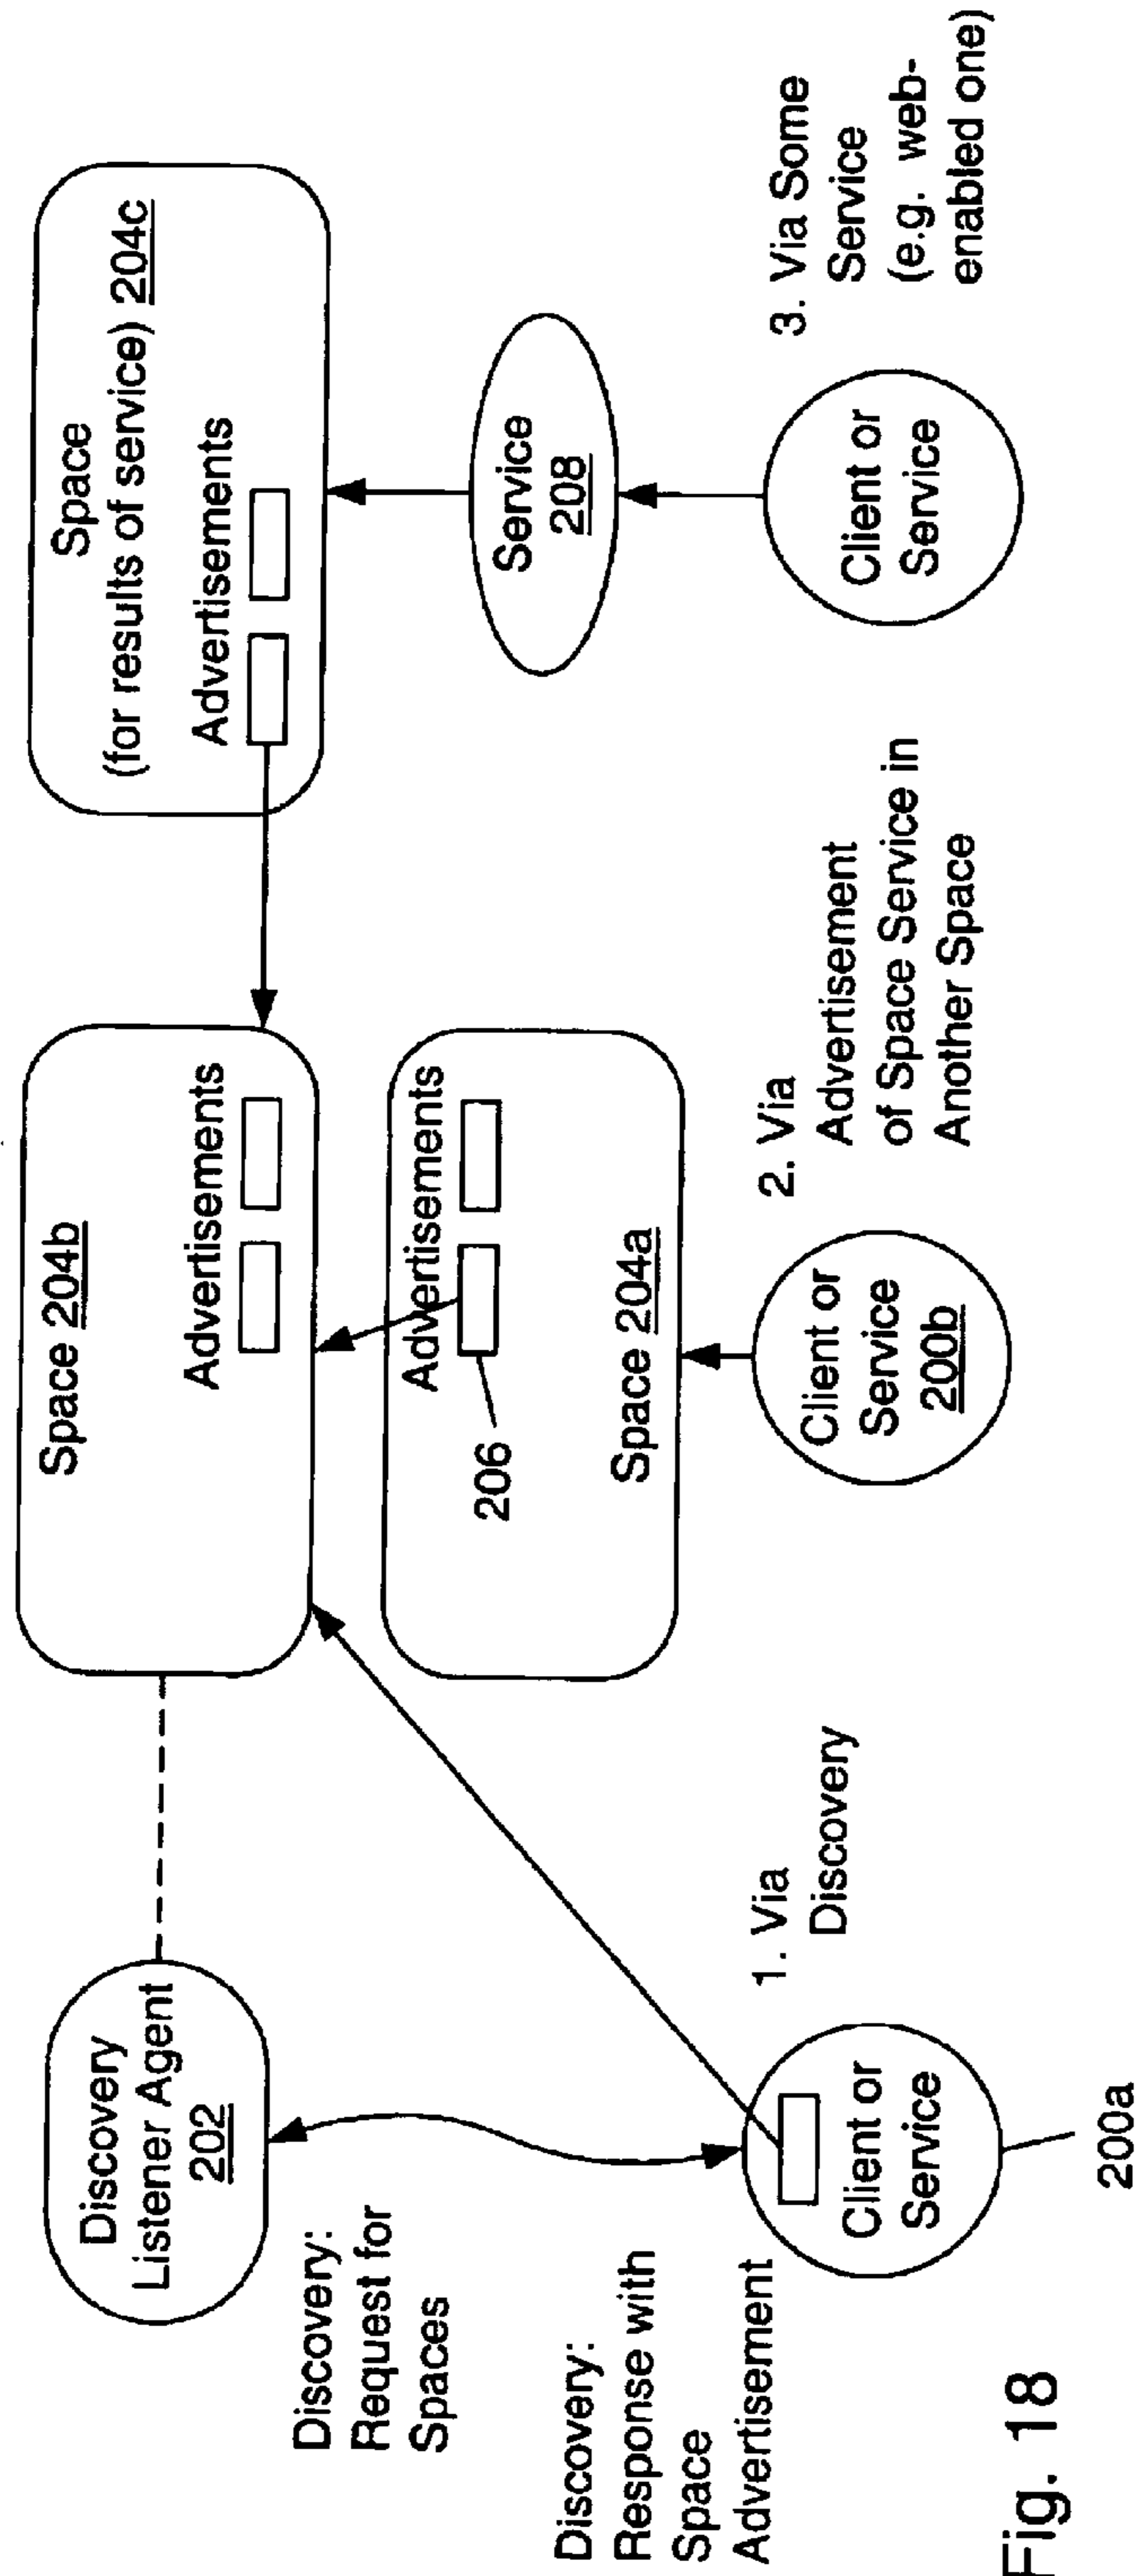 Discovery
Listener Agent
202
Discovery:
Request for
Spaces
Discovery:
Response with
Space
Advertisement
Client or
Service
200a
1. Via
Discovery
Space 204b
Advertisements
Advertisements
206
Space 204a
Client or
Service
200b
2. Via
Advertisement
of Space Service in
Another Space
Space
(for results of service) 204c
Advertisements
Service
208
Client or
Service
3. Via Some
Service
(e.g. web-
enabled one)
Fig. 18